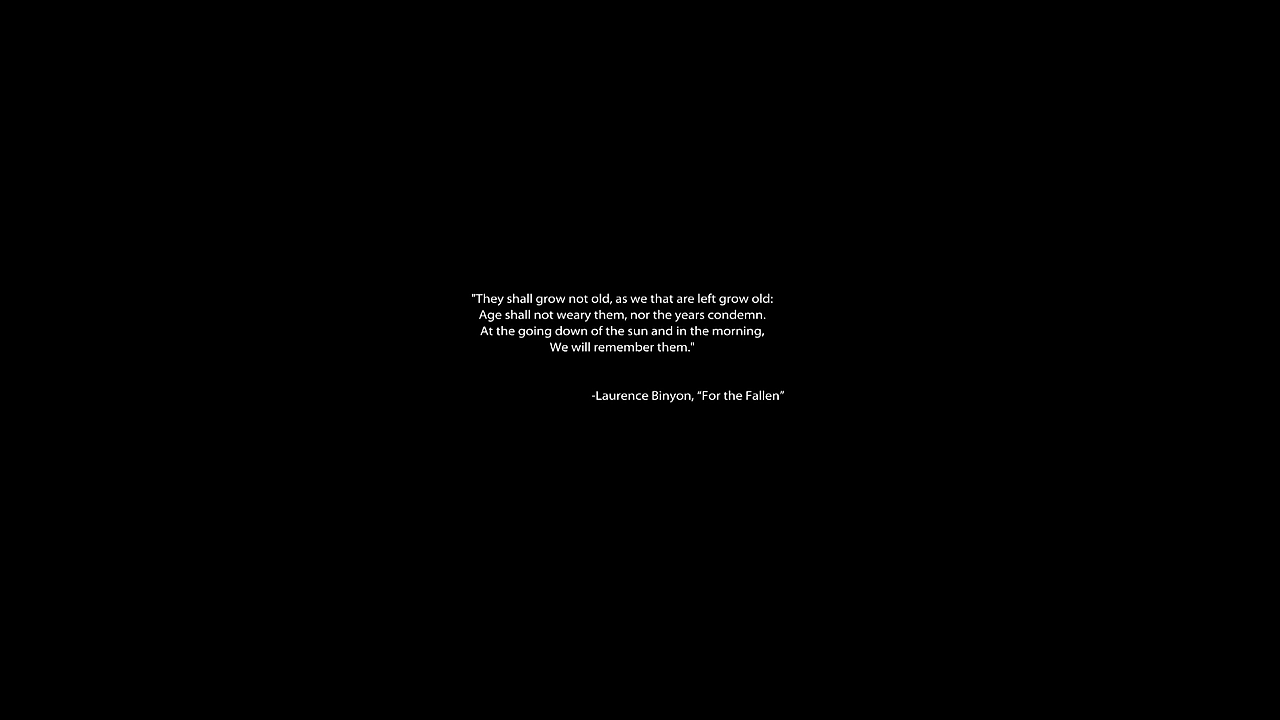 "They shall grow not old, as we that are left grow old:
Age shall not weary them, nor the years condemn.
At the going down of the sun and in the morning,
We will remember them."
-Laurence Binyon, “For the Fallen”